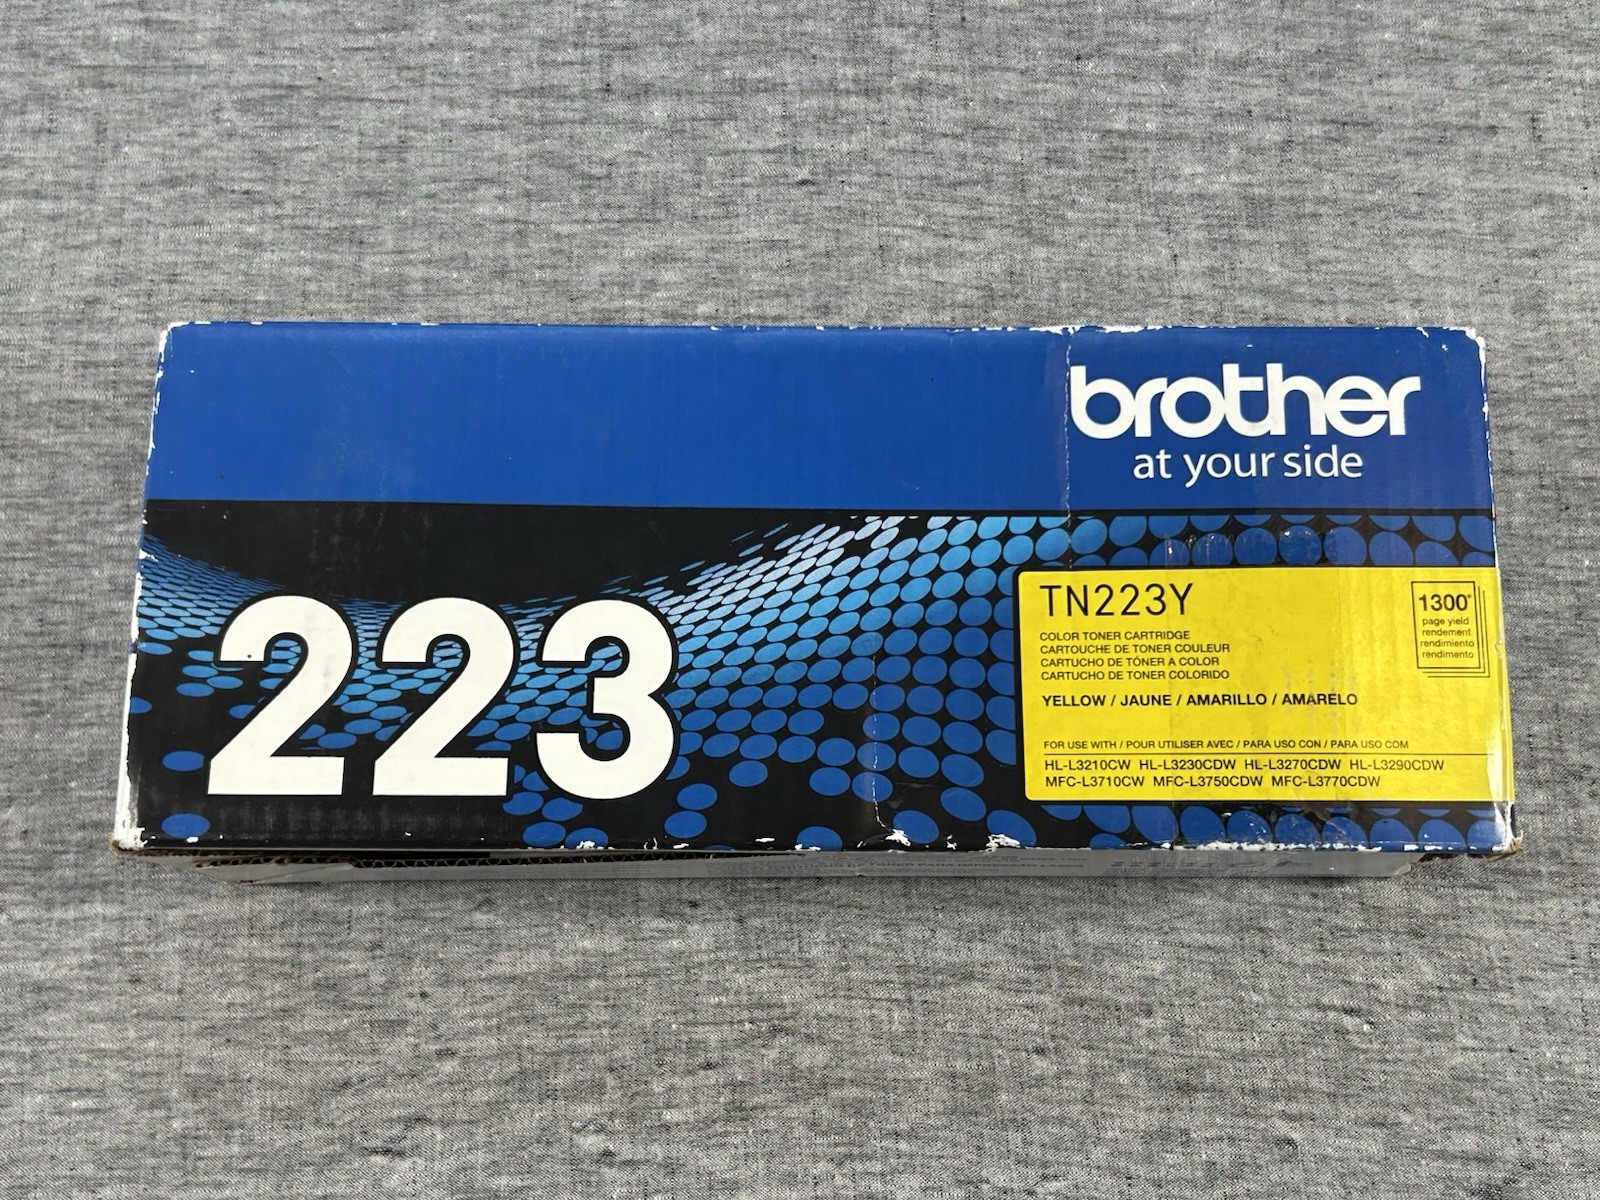 brother
at your side
223
TN223Y
1300*
page yield
rendement
rendimiento
rendimento
COLOR TONER CARTRIDGE
CARTOUCHE DE TONER COULEUR
CARTUCHO DE TÓNER A COLOR
CARTUCHO DE TONER COLORIDO
YELLOW / JAUNE / AMARILLO / AMARELO
FOR USE WITH / POUR UTILISER AVEC / PARA USO CON / PARA USO COM
HL-L3210CW HL-L3230CDW HL-L3270CDW HL-L3290CDW
MFC-L3710CW MFC-L3750CDW MFC-L3770CDW